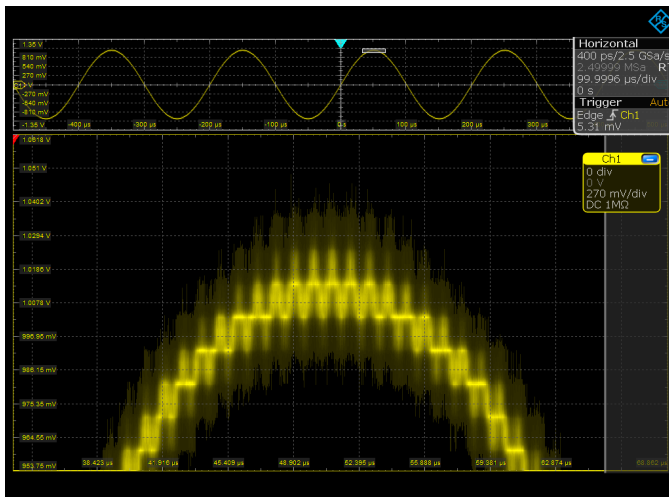 1.35 V
810 mV
540 mV
270 mV
-270 mV
-540 mV
-810 mV
-1.35 V
-400 µs
-300 µs
-200 µs
-100 µs
0 s
100 µs
200 µs
300 µs
Horizontal
400 ps/2.5 GSa/s
2.49999 MSa R
99.9996 µs/div
0 s
Trigger Auto
Edge Ch1
5.31 mV
Ch1
0 div
0 V
270 mV/div
DC 1MΩ
1.0618 V
1.051 V
1.0402 V
1.0294 V
1.0186 V
1.0078 V
996.95 mV
986.15 mV
975.35 mV
964.55 mV
953.75 mV
38.423 µs
41.916 µs
45.409 µs
48.902 µs
52.395 µs
55.888 µs
59.381 µs
62.874 µs